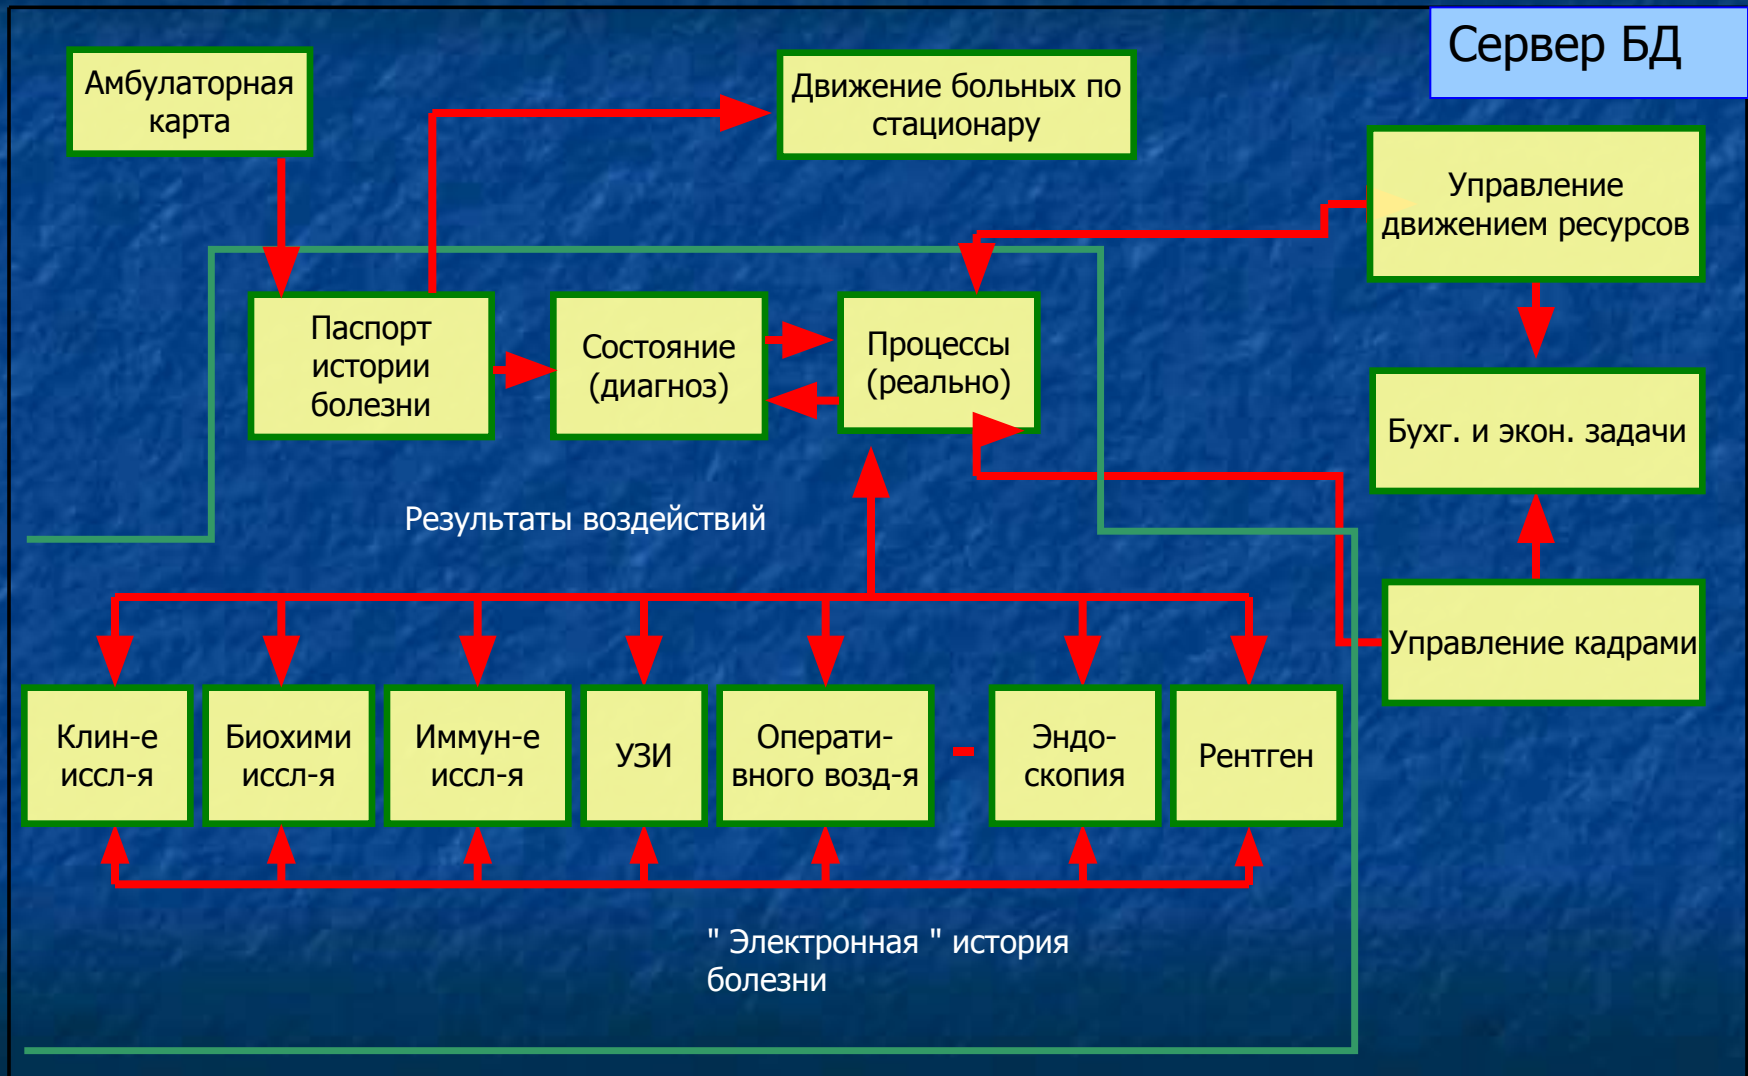 Сервер БД
Амбулаторная
карта
Движение больных по
стационару
Управление
движением ресурсов
Паспорт
истории
болезни
Состояние
(диагноз)
Процессы
(реально)
Бухг. и экон. задачи
Результаты воздействий
Управление кадрами
Клин-е
иссл-я
Биохими
иссл-я
Иммун-е
иссл-я
УЗИ
Операти-
вного возд-я
-
Эндо-
скопия
Рентген
" Электронная " история
болезни